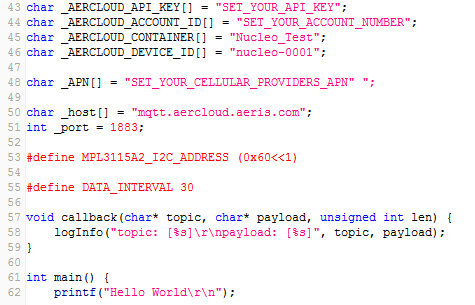 43 char _AERCLOUD_API_KEY[] = "SET_YOUR_API_KEY";
44 char _AERCLOUD_ACCOUNT_ID[] = "SET_YOUR_ACCOUNT_NUMBER";
45 char _AERCLOUD_CONTAINER[] = "Nucleo_Test";
46 char _AERCLOUD_DEVICE_ID[] = "nucleo-0001";
47
48 char _APN[] = "SET_YOUR_CELLULAR_PROVIDERS_APN" ";
49
50 char _host[] = "mqtt.aercloud.aeris.com";
51 int _port = 1883;
52
53 #define MPL3115A2_I2C_ADDRESS (0x60<<1)
54
55 #define DATA_INTERVAL 30
56
57 void callback(char* topic, char* payload, unsigned int len) {
58     logInfo("topic: [%s]\r\npayload: [%s]", topic, payload);
59 }
60
61 int main() {
62     printf("Hello World\r\n");